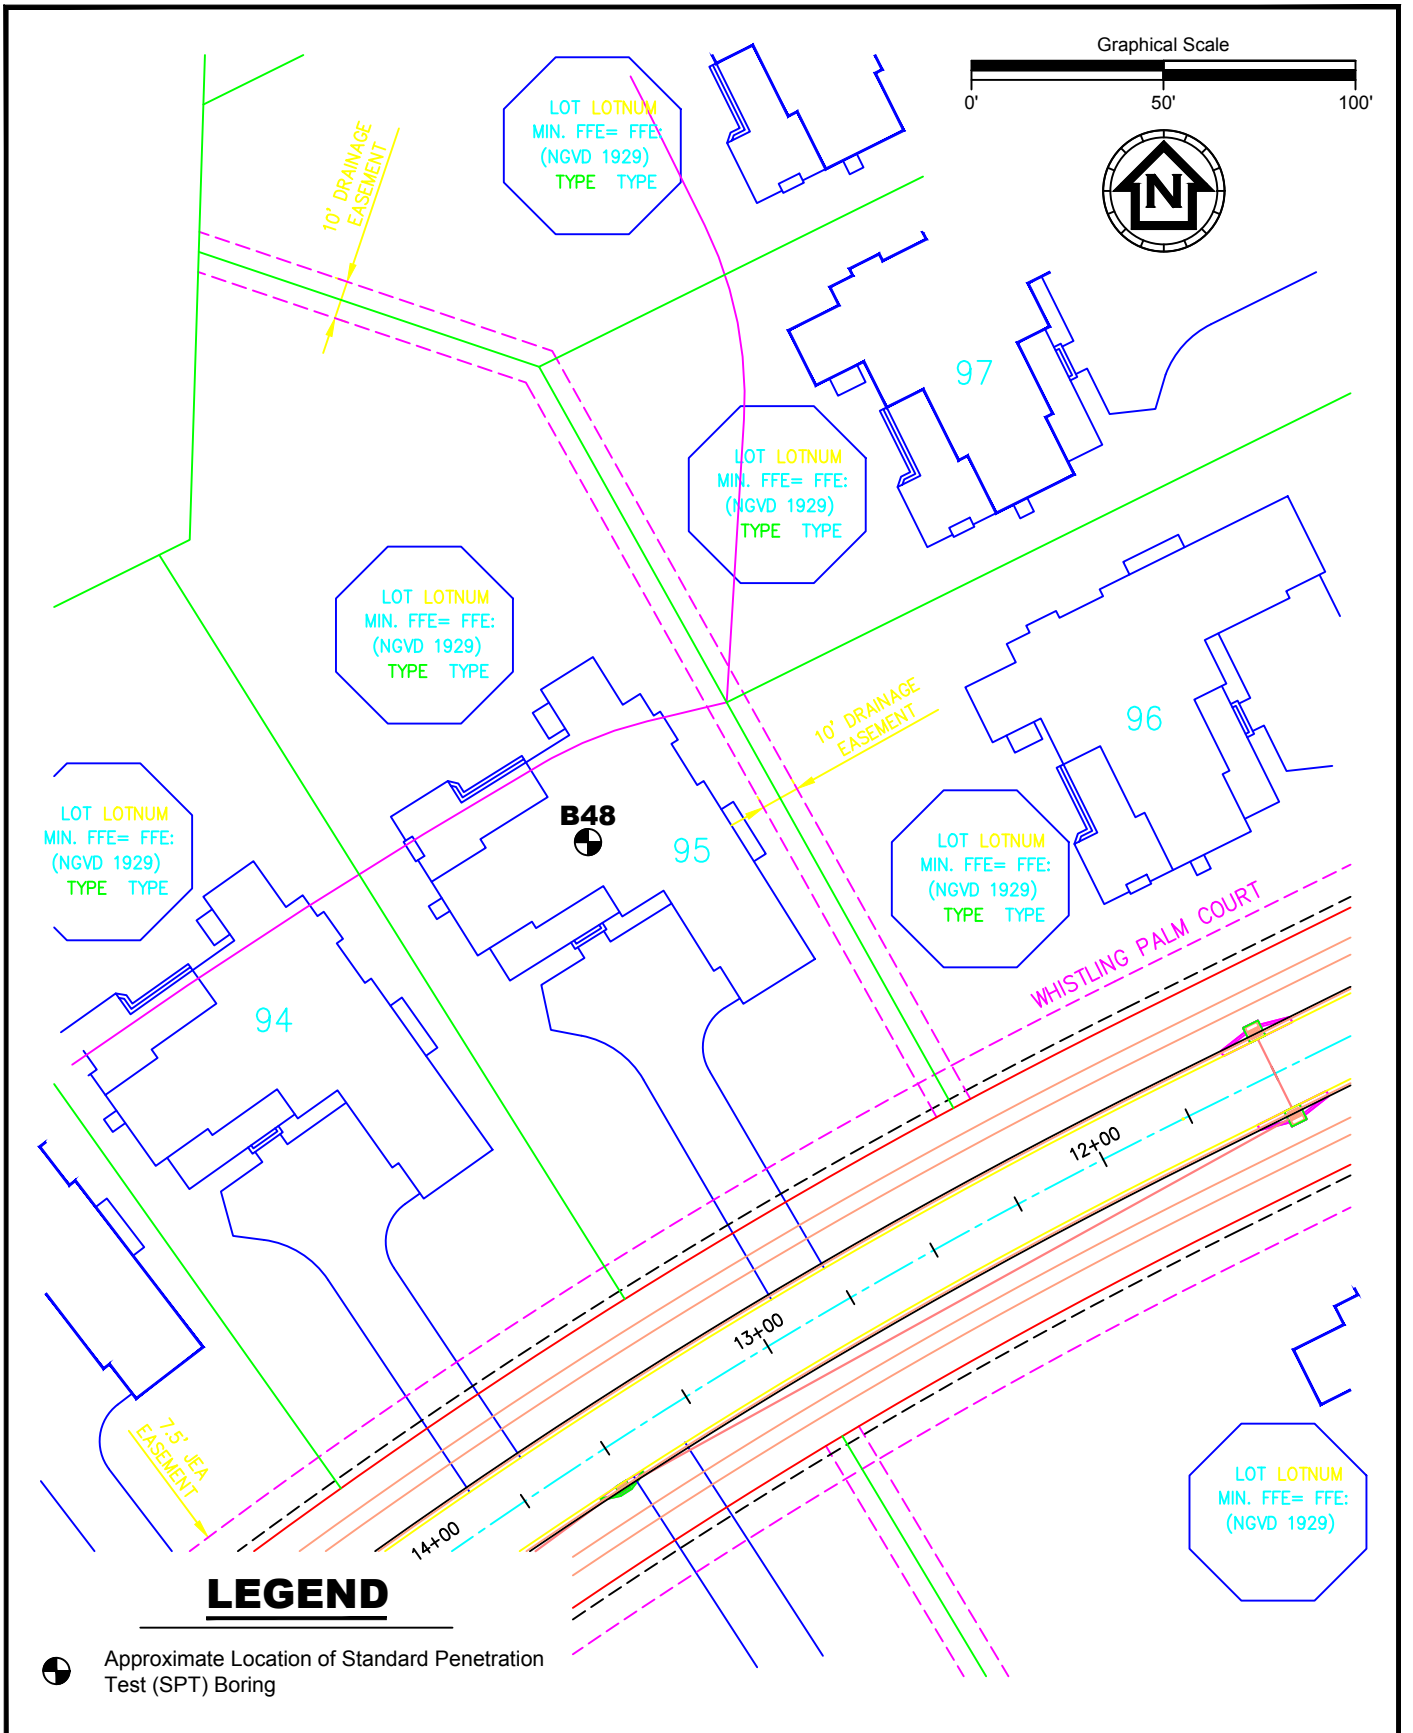 Graphical Scale
0' 50' 100'
N
LOT LOTNUM
MIN. FFE= FFE:
(NGVD 1929)
TYPE TYPE
10' DRAINAGE
EASEMENT
97
LOT LOTNUM
MIN. FFE= FFE:
(NGVD 1929)
TYPE TYPE
LOT LOTNUM
MIN. FFE= FFE:
(NGVD 1929)
TYPE TYPE
10' DRAINAGE
EASEMENT
96
LOT LOTNUM
MIN. FFE= FFE:
(NGVD 1929)
TYPE TYPE
B48
95
LOT LOTNUM
MIN. FFE= FFE:
(NGVD 1929)
TYPE TYPE
WHISTLING PALM COURT
94
12+00
13+00
14+00
7.5' JEA
EASEMENT
LOT LOTNUM
MIN. FFE= FFE:
(NGVD 1929)
LEGEND
Approximate Location of Standard Penetration
Test (SPT) Boring